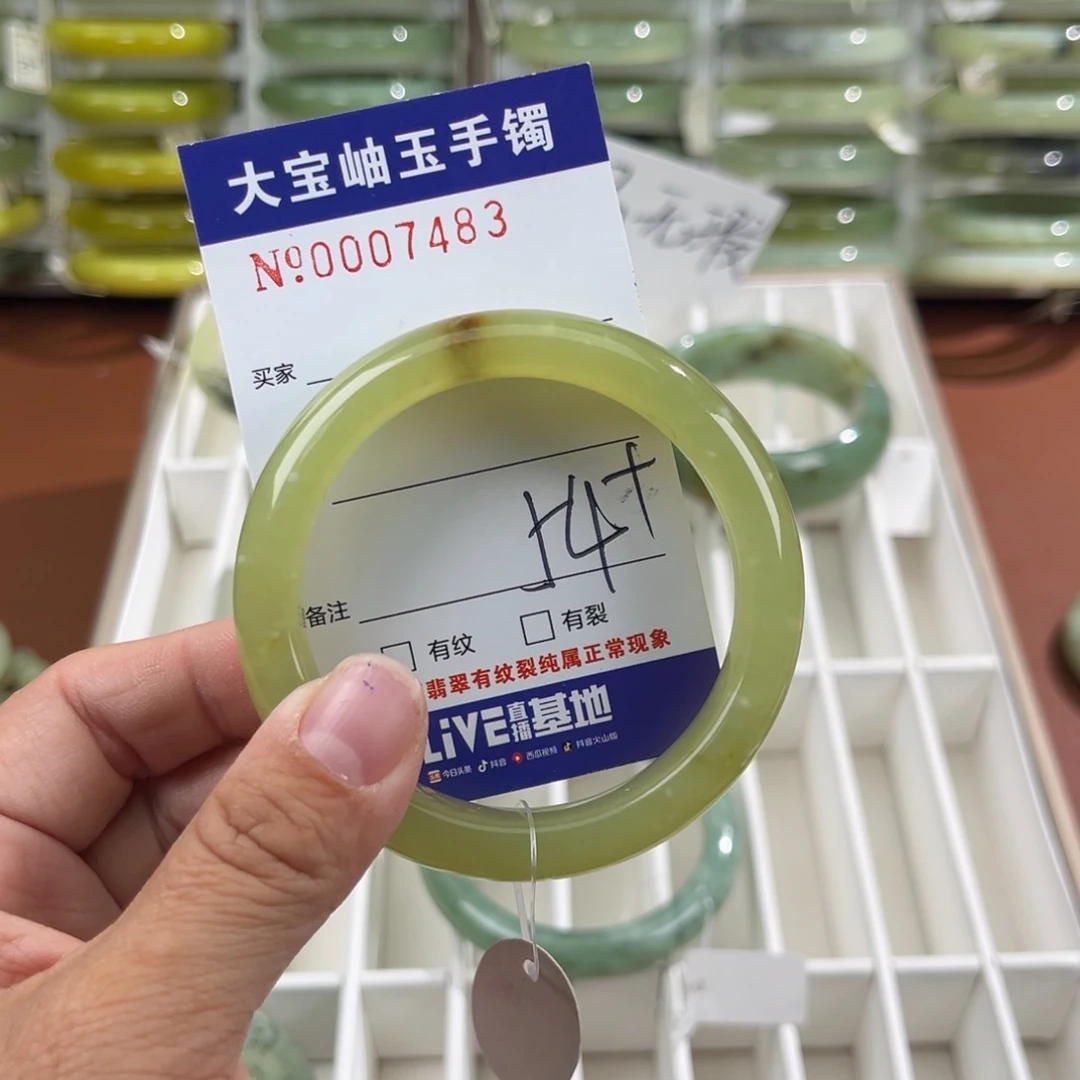 大宝岫玉手镯
№0007483
买家
54+
备注
有纹 有裂
翡翠有纹裂纯属正常现象
LiVE直播基地
今日头条 抖音 西瓜视频 抖音火山版